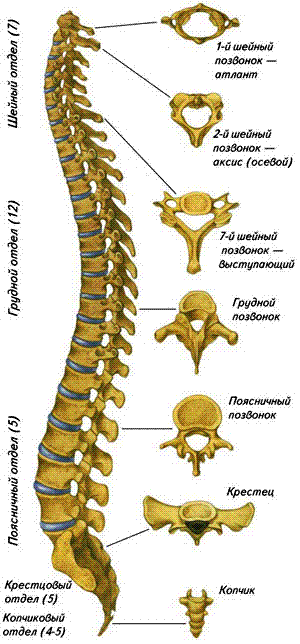 Шейный отдел (7)
1-й шейный
позвонок —
атлант
2-й шейный
позвонок —
аксис (осевой)
Грудной отдел (12)
7-й шейный
позвонок —
выступающий
Грудной
позвонок
Поясничный отдел (5)
Поясничный
позвонок
Крестец
Крестцовый
отдел (5)
Копчиковый
отдел (4-5)
Копчик